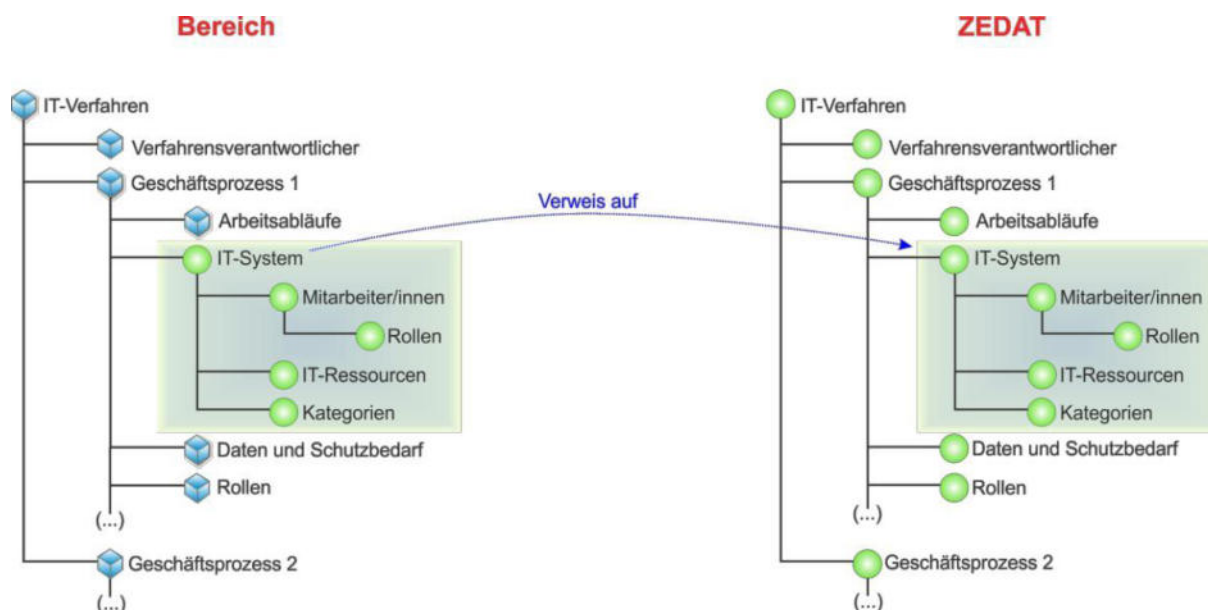 Bereich
IT-Verfahren
Verfahrensverantwortlicher
Geschäftsprozess 1
Arbeitsabläufe
IT-System
Mitarbeiter/innen
Rollen
IT-Ressourcen
Kategorien
Daten und Schutzbedarf
Rollen
(...)
Geschäftsprozess 2
(...)
Verweis auf
ZEDAT
IT-Verfahren
Verfahrensverantwortlicher
Geschäftsprozess 1
Arbeitsabläufe
IT-System
Mitarbeiter/innen
Rollen
IT-Ressourcen
Kategorien
Daten und Schutzbedarf
Rollen
(...)
Geschäftsprozess 2
(...)